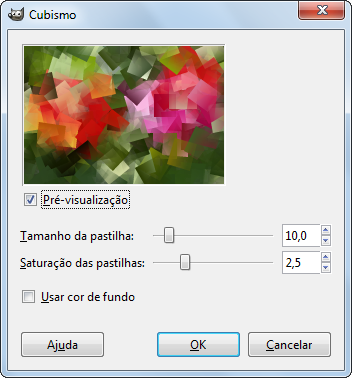 Cubismo
Pré-visualização
Tamanho da pastilha: 10,0
Saturação das pastilhas: 2,5
Usar cor de fundo
Ajuda OK Cancelar